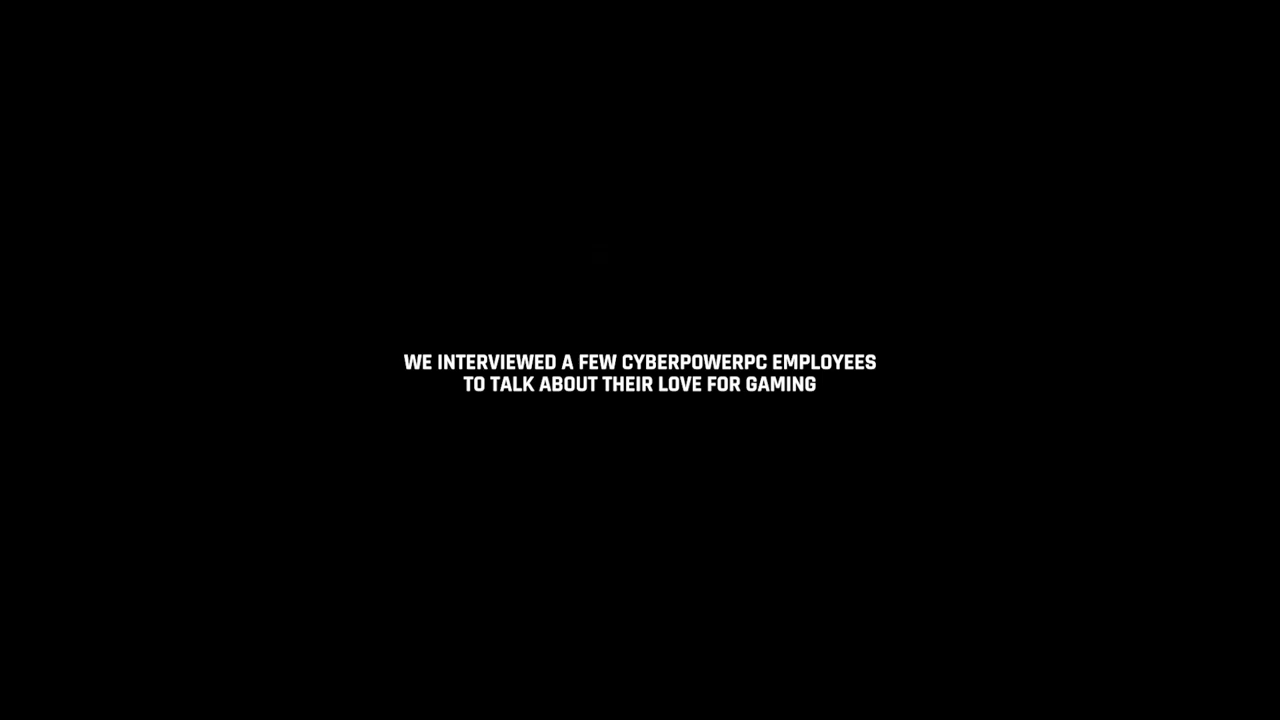 WE INTERVIEWED A FEW CYBERPOWERPC EMPLOYEES
TO TALK ABOUT THEIR LOVE FOR GAMING